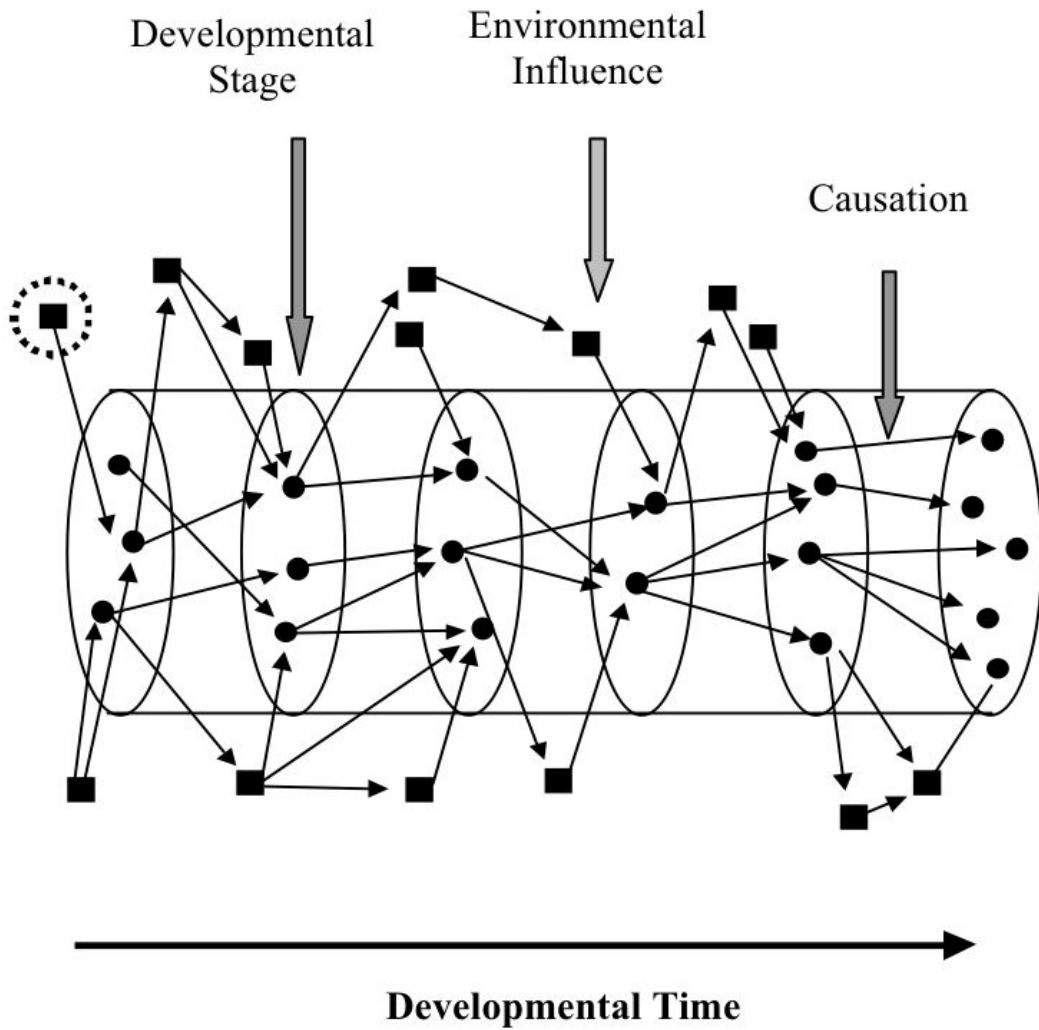 Developmental
Stage
Environmental
Influence
Causation
Developmental Time